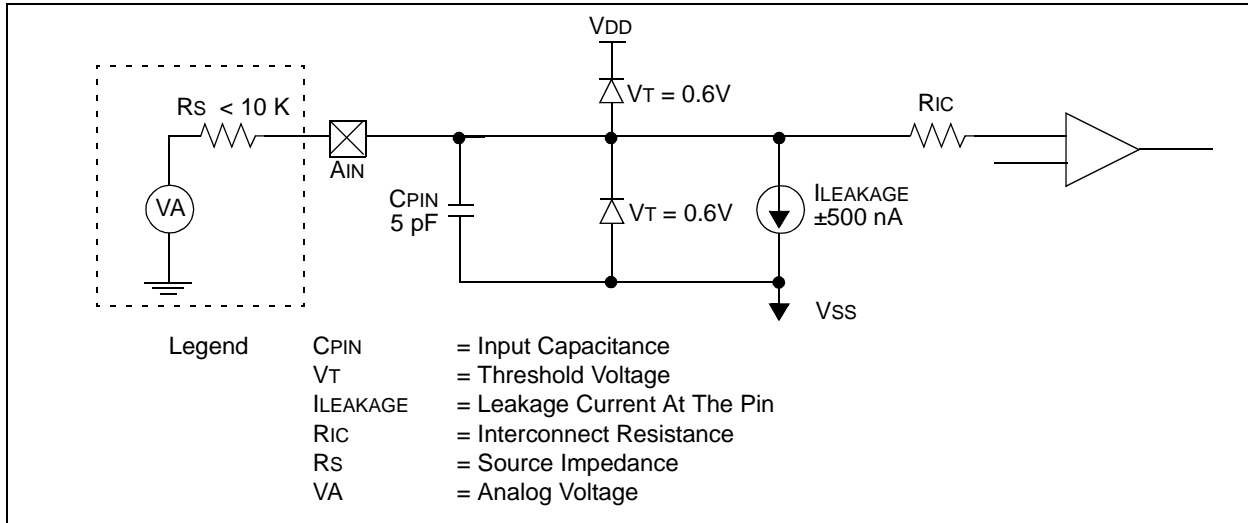 VDD
VT = 0.6V
RS < 10 K
RIC
AIN
VA
CPIN
5 pF
VT = 0.6V
ILEAKAGE
±500 nA
VSS
Legend
CPIN = Input Capacitance
VT = Threshold Voltage
ILEAKAGE = Leakage Current At The Pin
RIC = Interconnect Resistance
RS = Source Impedance
VA = Analog Voltage